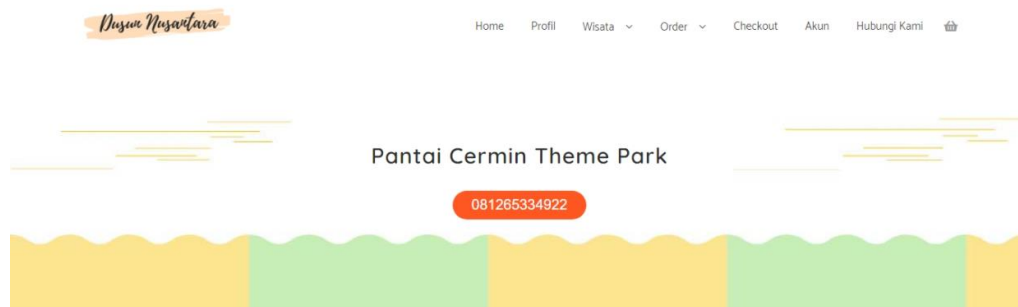 Dusun Nusantara
Home Profil Wisata Order Checkout Akun Hubungi Kami
Pantai Cermin Theme Park
081265334922